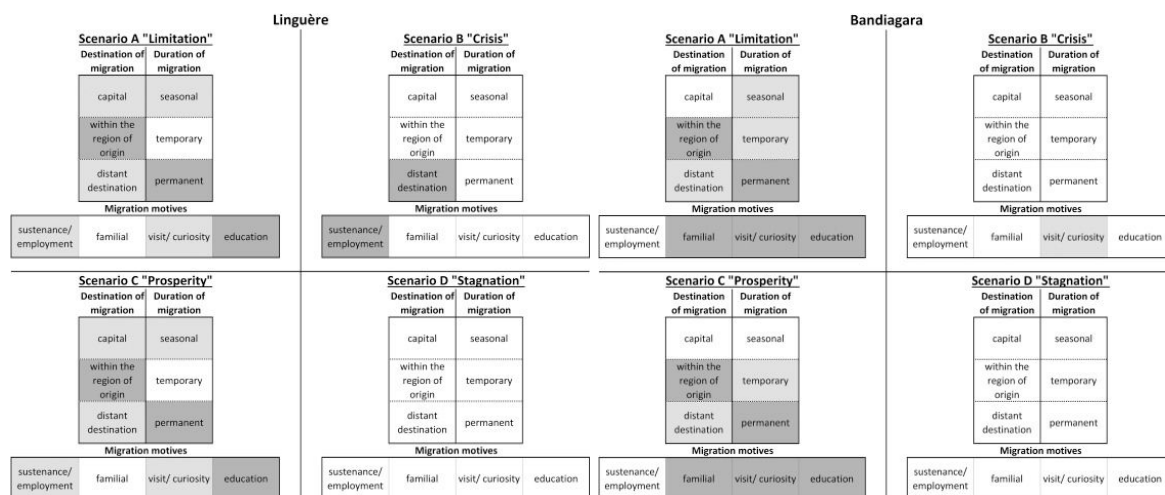 Linguère
Bandiagara
Scenario A "Limitation"
Destination of migration
Duration of migration
capital
seasonal
within the region of origin
temporary
distant destination
permanent
Migration motives
sustenance/ employment
familial
visit/ curiosity
education
Scenario B "Crisis"
Destination of migration
Duration of migration
capital
seasonal
within the region of origin
temporary
distant destination
permanent
Migration motives
sustenance/ employment
familial
visit/ curiosity
education
Scenario A "Limitation"
Destination of migration
Duration of migration
capital
seasonal
within the region of origin
temporary
distant destination
permanent
Migration motives
sustenance/ employment
familial
visit/ curiosity
education
Scenario B "Crisis"
Destination of migration
Duration of migration
capital
seasonal
within the region of origin
temporary
distant destination
permanent
Migration motives
sustenance/ employment
familial
visit/ curiosity
education
Scenario C "Prosperity"
Destination of migration
Duration of migration
capital
seasonal
within the region of origin
temporary
distant destination
permanent
Migration motives
sustenance/ employment
familial
visit/ curiosity
education
Scenario D "Stagnation"
Destination of migration
Duration of migration
capital
seasonal
within the region of origin
temporary
distant destination
permanent
Migration motives
sustenance/ employment
familial
visit/ curiosity
education
Scenario C "Prosperity"
Destination of migration
Duration of migration
capital
seasonal
within the region of origin
temporary
distant destination
permanent
Migration motives
sustenance/ employment
familial
visit/ curiosity
education
Scenario D "Stagnation"
Destination of migration
Duration of migration
capital
seasonal
within the region of origin
temporary
distant destination
permanent
Migration motives
sustenance/ employment
familial
visit/ curiosity
education